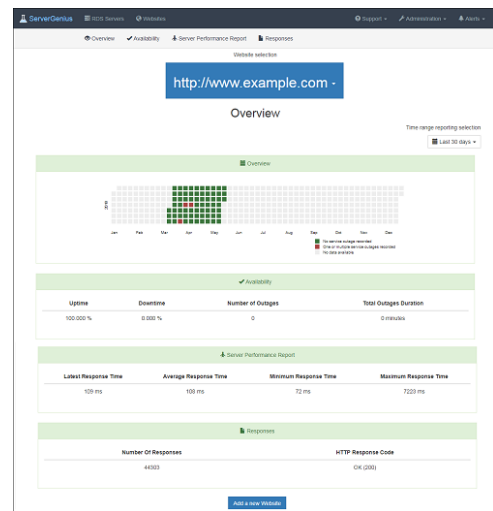 ServerGenius RDS Servers Websites Support Administration Alerts
Overview Availability Server Performance Report Responses
Website selection
http://www.example.com
Overview
Time range reporting selection
Last 30 days
Overview
Jan Feb Mar Apr May Jun Jul Aug Sep Oct Nov Dec
No service outage recorded
One or multiple service outages recorded
No data available
Availability
Uptime Downtime Number of Outages Total Outages Duration
100.000 % 0.000 % 0 0 minutes
Server Performance Report
Latest Response Time Average Response Time Minimum Response Time Maximum Response Time
109 ms 108 ms 72 ms 7220 ms
Responses
Number Of Responses HTTP Response Code
44303 OK (200)
Add a new Website